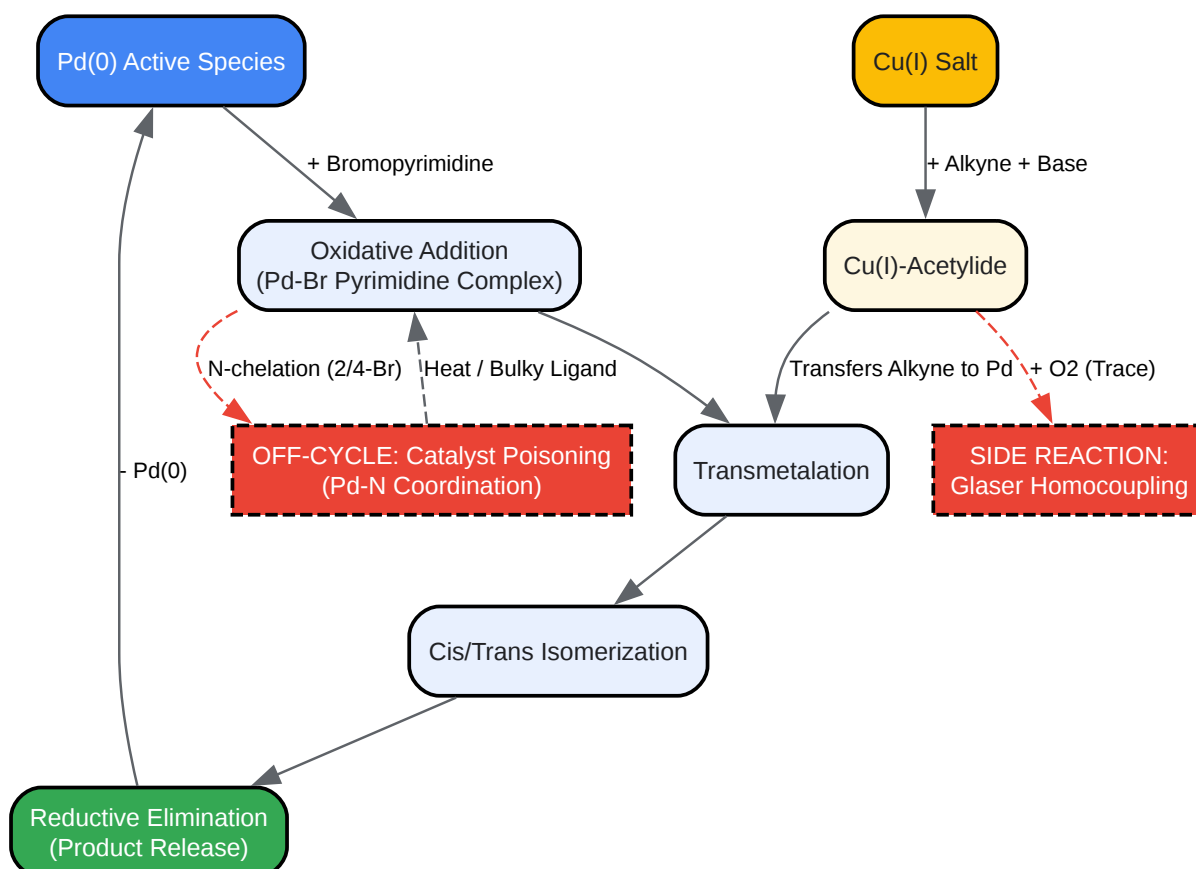 Pd(0) Active Species
Cu(I) Salt
+ Bromopyrimidine
+ Alkyne + Base
Oxidative Addition
(Pd-Br Pyrimidine Complex)
Cu(I)-Acetylide
N-chelation (2/4-Br)
Heat / Bulky Ligand
Transfers Alkyne to Pd
+ O2 (Trace)
- Pd(0)
OFF-CYCLE: Catalyst Poisoning
(Pd-N Coordination)
Transmetalation
SIDE REACTION:
Glaser Homocoupling
Cis/Trans Isomerization
Reductive Elimination
(Product Release)